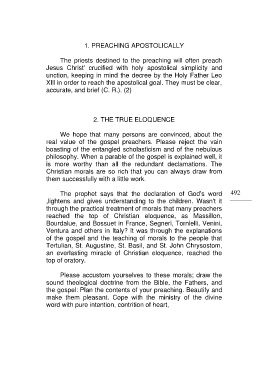 1. PREACHING APOSTOLICALLY
The priests destined to the preaching will often preach
Jesus Christ' crucified with holy apostolical simplicity and
unction, keeping in mind the decree by the Holy Father Leo
XIII in order to reach the apostolical goal. They must be clear,
accurate, and brief (C. R.). (2)
2. THE TRUE ELOQUENCE
We hope that many persons are convinced, about the
real value of the gospel preachers. Please reject the vain
boasting of the entangled scholasticism and of the nebulous
philosophy. When a parable of the gospel is explained well, it
is more worthy than all the redundant declamations. The
Christian morals are so rich that you can always draw from
them successfully with a little work.
The prophet says that the declaration of God's word
,lightens and gives understanding to the children. Wasn't it
through the practical treatment of morals that many preachers
reached the top of Christian eloquence, as Massillon,
Bourdalue, and Bossuet in France, Segneri, Tornielli, Venini,
Ventura and others in Italy? It was through the explanations
of the gospel and the teaching of morals to the people that
Tertulian, St. Augustine, St. Basil, and St. John Chrysostom,
an everlasting miracle of Christian eloquence, reached the
top of oratory.
492
Please accustom yourselves to these morals; draw the
sound theological doctrine from the Bible, the Fathers, and
the gospel: Plan the contents of your preaching. Beautify and
make them pleasant. Cope with the ministry of the divine
word with pure intention, contrition of heart,